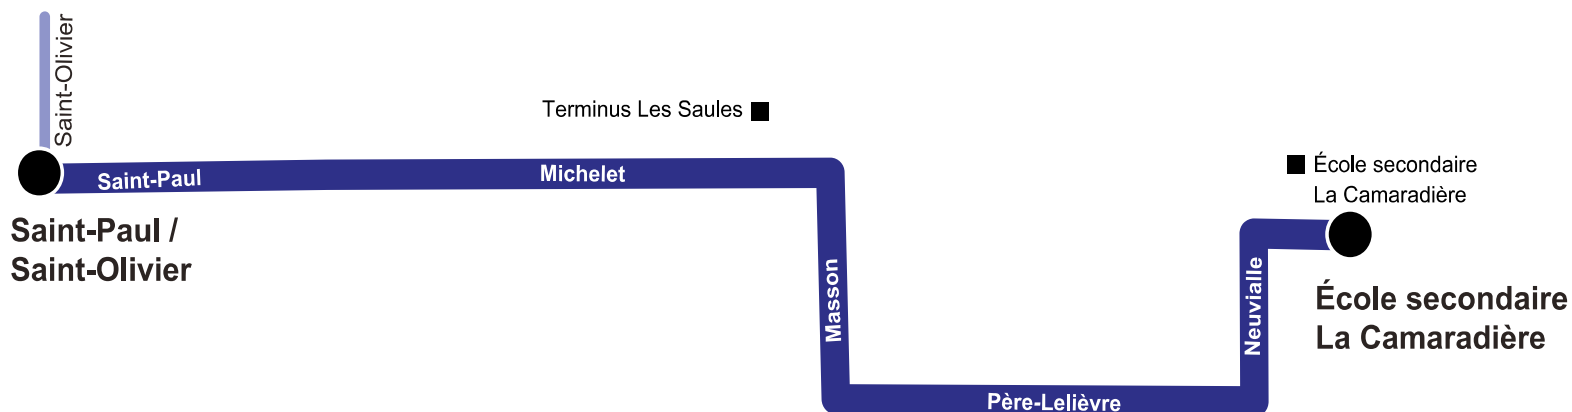 Saint-Olivier
Terminus Les Saules
Saint-Paul
Michelet
École secondaire
La Camaradière
Saint-Paul /
Saint-Olivier
Masson
Neuvialle
École secondaire
La Camaradière
Père-Lelièvre